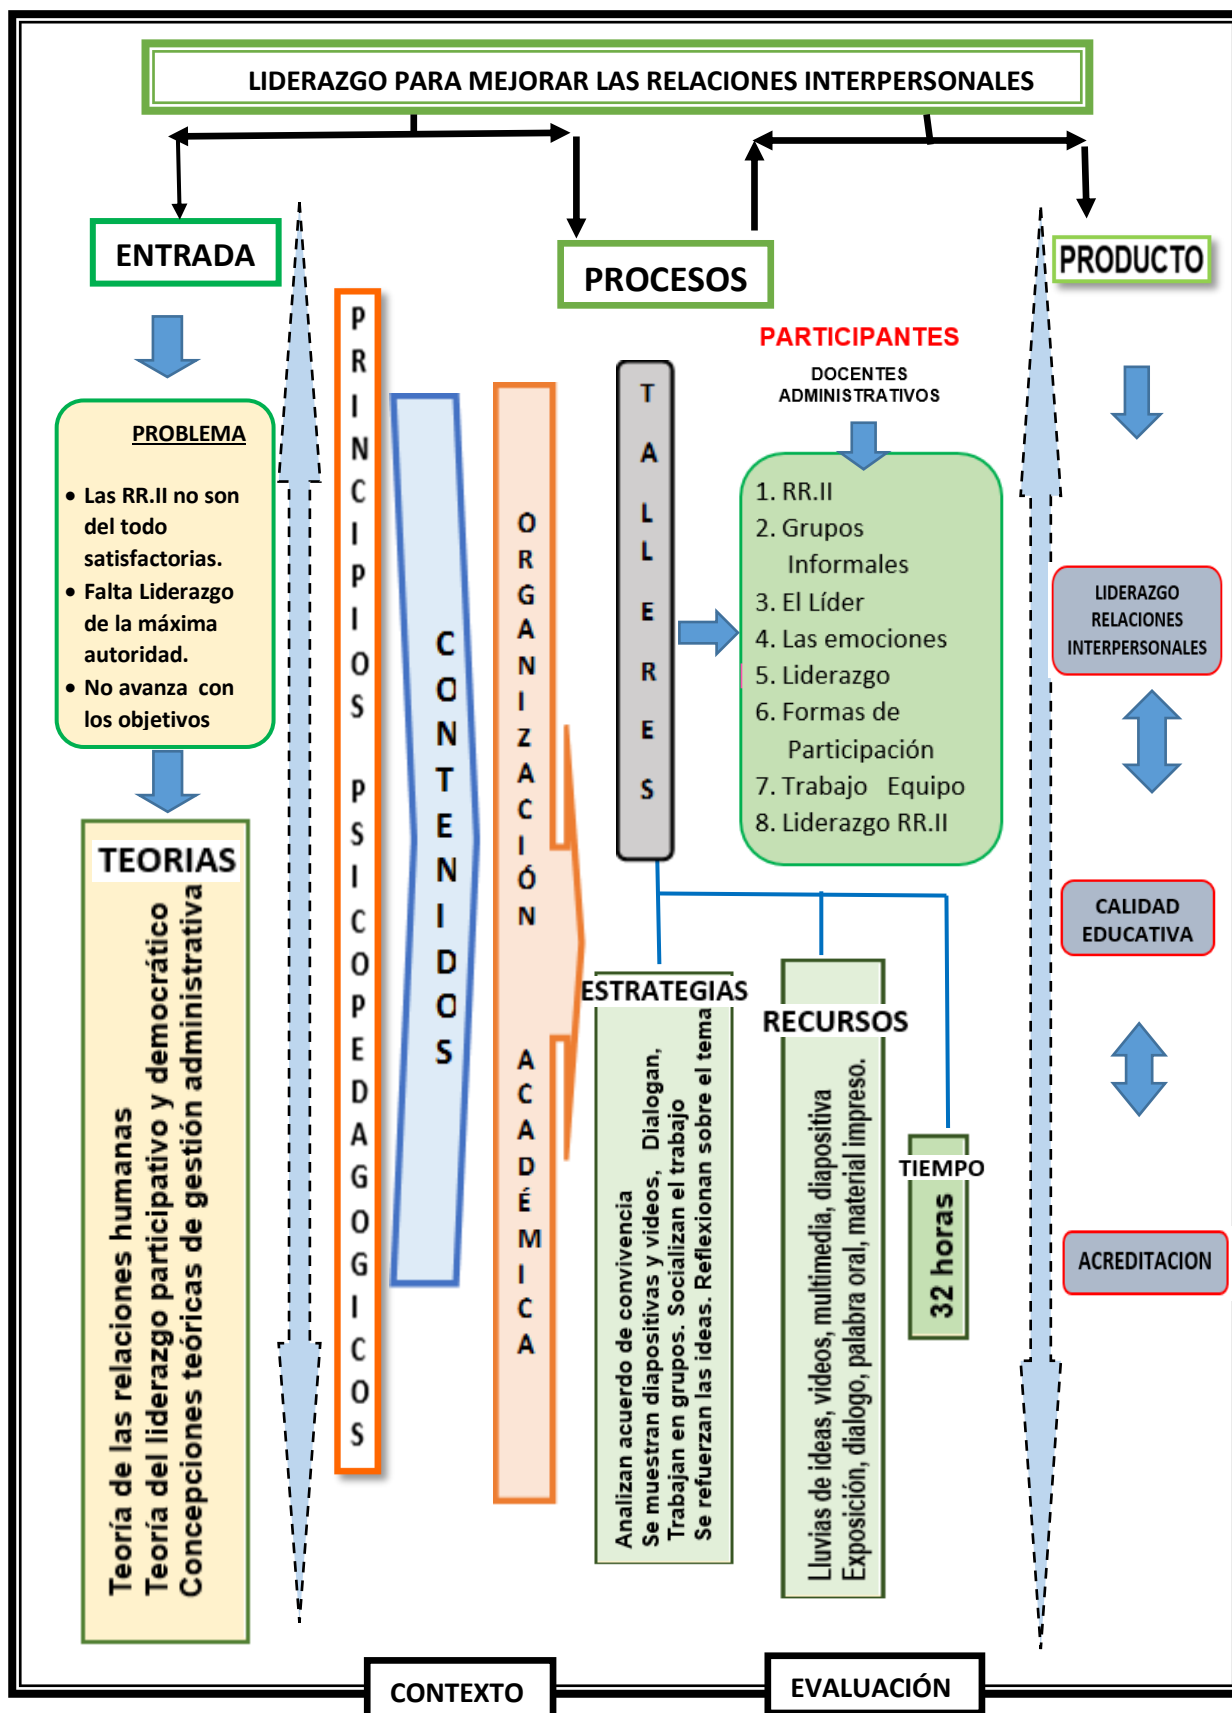 LIDERAZGO PARA MEJORAR LAS RELACIONES INTERPERSONALES
ENTRADA
PROCESOS
PRODUCTO
PROBLEMA
• Las RR.II no son
del todo
satisfactorias.
• Falta Liderazgo
de la máxima
autoridad.
• No avanza con
los objetivos
TEORIAS
Teoría de las relaciones humanas
Teoría del liderazgo participativo y democrático
Concepciones teóricas de gestión administrativa
PRINCIPIOS PSICOPEDAGOGICOS
CONTENIDOS
ORGANIZACIÓN ACADÉMICA
TALLERES
PARTICIPANTES
DOCENTES
ADMINISTRATIVOS
1. RR.II
2. Grupos
Informales
3. El Líder
4. Las emociones
5. Liderazgo
6. Formas de
Participación
7. Trabajo Equipo
8. Liderazgo RR.II
ESTRATEGIAS
Analizan acuerdo de convivencia
Se muestran diapositivas y videos, Dialogan,
Trabajan en grupos. Socializan el trabajo
Se refuerzan las ideas. Reflexionan sobre el tema
RECURSOS
Lluvias de ideas, videos, multimedia, diapositiva
Exposición, dialogo, palabra oral, material impreso.
TIEMPO
32 horas
LIDERAZGO
RELACIONES
INTERPERSONALES
CALIDAD
EDUCATIVA
ACREDITACION
CONTEXTO
EVALUACIÓN